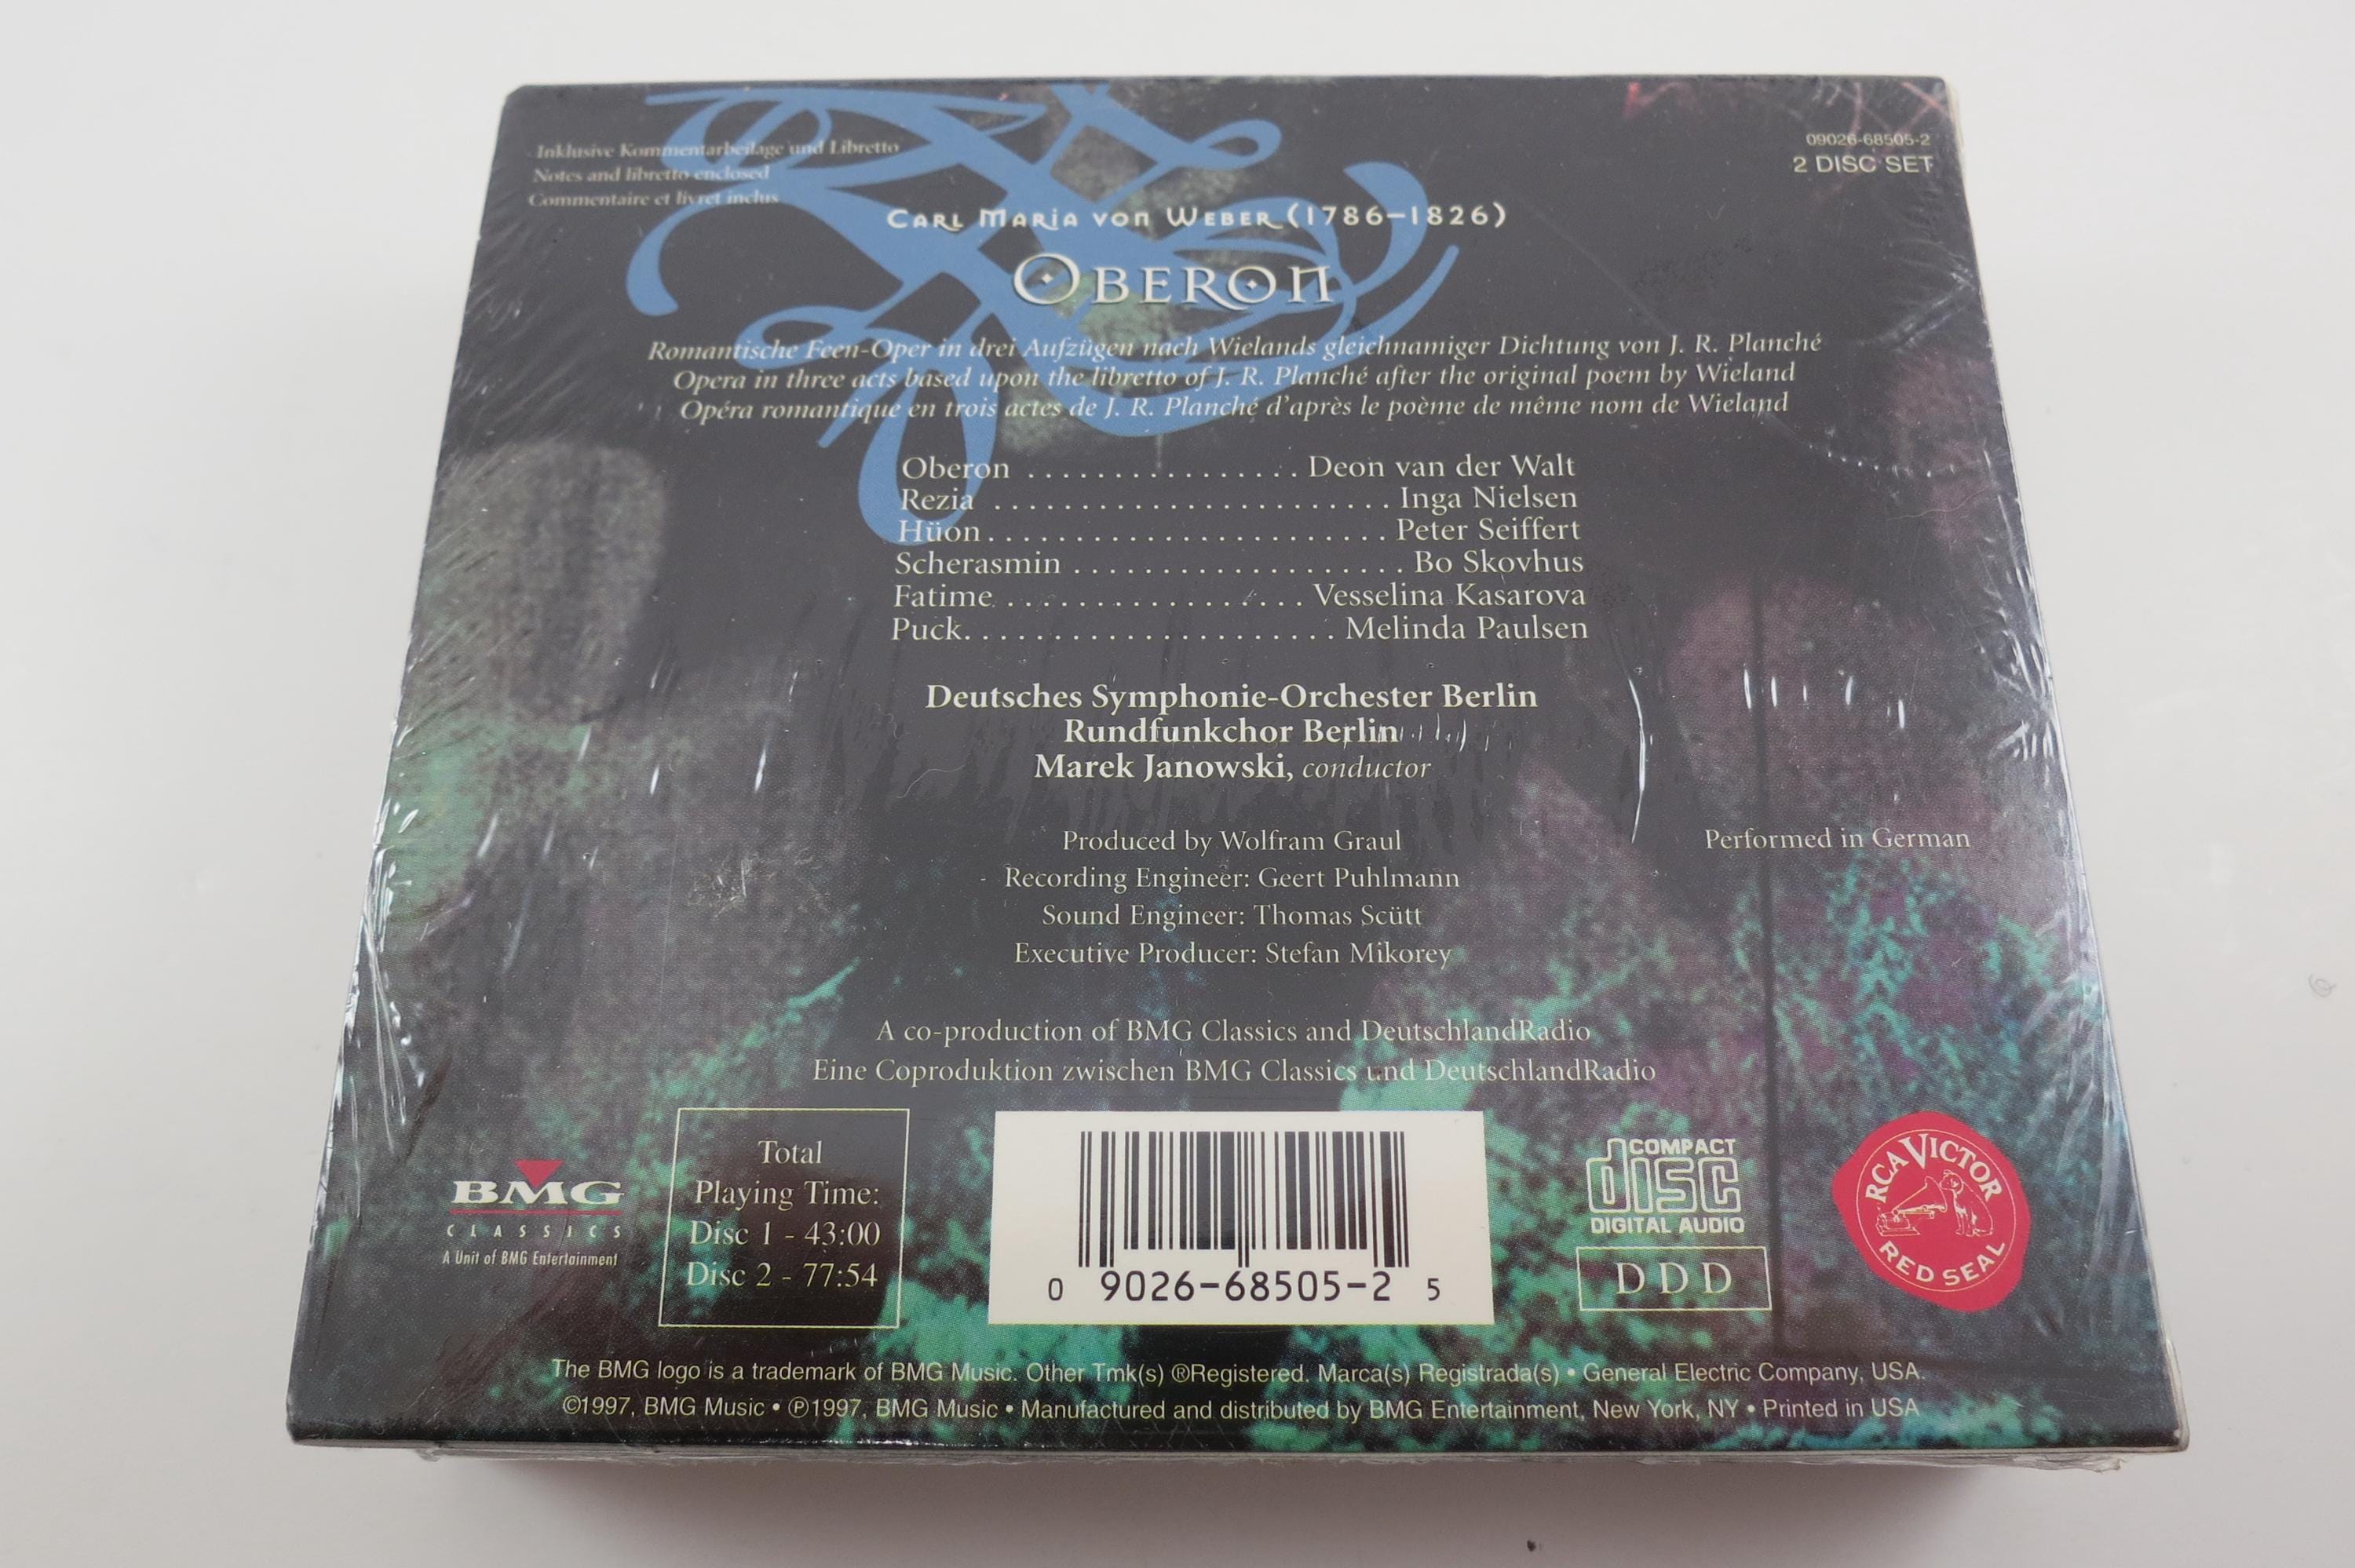 Inklusive Kommentarbeilage und Libretto
Notes and libretto enclosed
Commentaire et livret inclus
09026-68505-2
2 DISC SET
Carl Maria von Weber (1786–1826)
Oberon
Romantische Feen-Oper in drei Aufzügen nach Wielands gleichnamiger Dichtung von J. R. Planché
Opera in three acts based upon the libretto of J. R. Planché after the original poem by Wieland
Opéra romantique en trois actes de J. R. Planché d'après le poème de même nom de Wieland
Oberon . . . . . . . . . . . . . . . . Deon van der Walt
Rezia . . . . . . . . . . . . . . . . . . . . . . . Inga Nielsen
Hüon . . . . . . . . . . . . . . . . . . . . . . . Peter Seiffert
Scherasmin . . . . . . . . . . . . . . . . . . . Bo Skovhus
Fatime . . . . . . . . . . . . . . . . . Vesselina Kasarova
Puck. . . . . . . . . . . . . . . . . . . . . . Melinda Paulsen
Deutsches Symphonie-Orchester Berlin
Rundfunkchor Berlin
Marek Janowski, conductor
Produced by Wolfram Graul
Recording Engineer: Geert Puhlmann
Sound Engineer: Thomas Scütt
Executive Producer: Stefan Mikorey
Performed in German
A co-production of BMG Classics and DeutschlandRadio
Eine Coproduktion zwischen BMG Classics und DeutschlandRadio
BMG
CLASSICS
A Unit of BMG Entertainment
Total
Playing Time:
Disc 1 - 43:00
Disc 2 - 77:54
0 9026-68505-2 5
COMPACT
disc
DIGITAL AUDIO
DDD
RCA VICTOR
RED SEAL
The BMG logo is a trademark of BMG Music. Other Tmk(s) ®Registered. Marca(s) Registrada(s) • General Electric Company, USA.
©1997, BMG Music • ℗1997, BMG Music • Manufactured and distributed by BMG Entertainment, New York, NY • Printed in USA